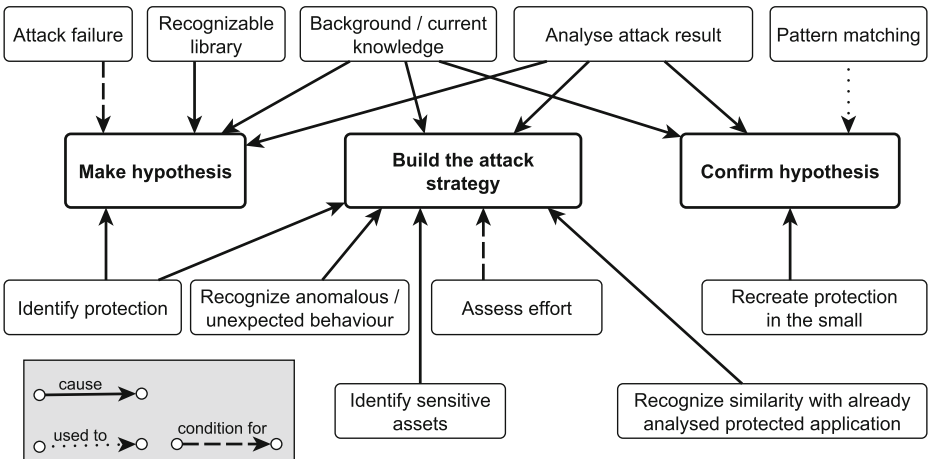 Attack failure
Recognizable
library
Background / current
knowledge
Analyse attack result
Pattern matching
Make hypothesis
Build the attack
strategy
Confirm hypothesis
Identify protection
Recognize anomalous /
unexpected behaviour
Assess effort
Recreate protection
in the small
cause
used to
condition for
Identify sensitive
assets
Recognize similarity with already
analysed protected application